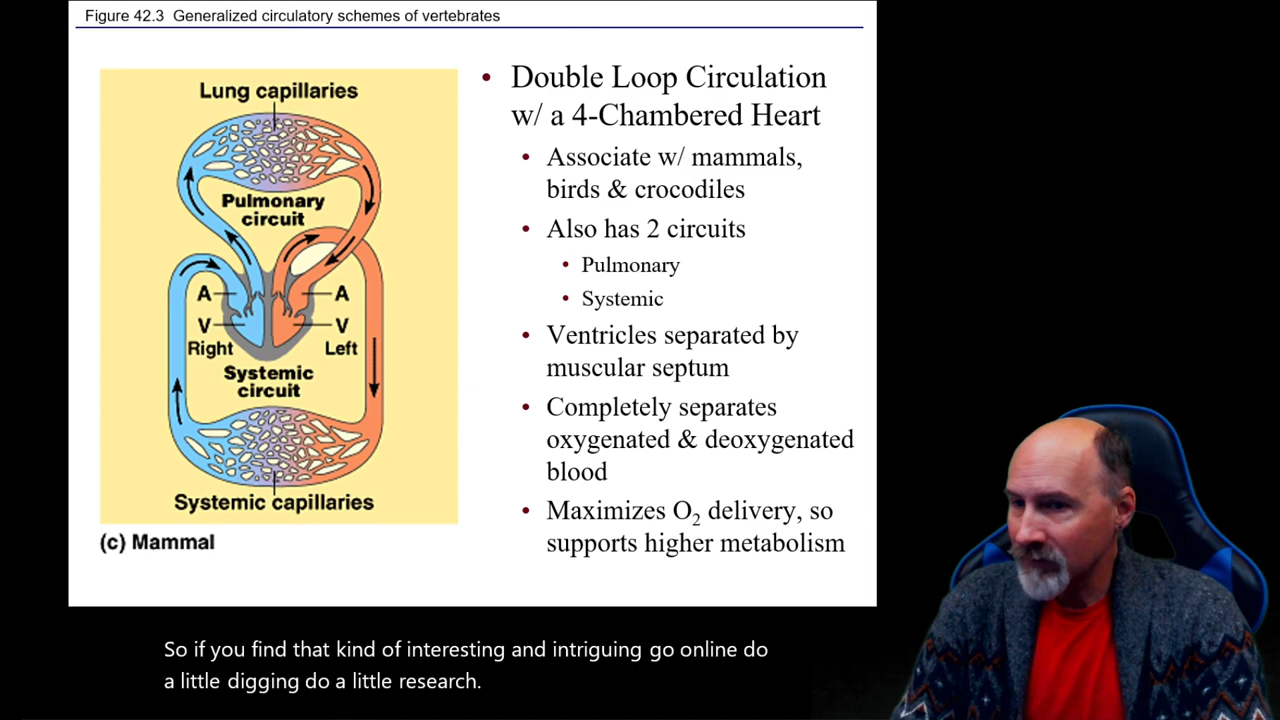 Figure 42.3 Generalized circulatory schemes of vertebrates
Lung capillaries
Pulmonary
circuit
A
A
V
V
Right
Left
Systemic
circuit
Systemic capillaries
(c) Mammal
• Double Loop Circulation
w/ a 4-Chambered Heart
• Associate w/ mammals,
birds & crocodiles
• Also has 2 circuits
• Pulmonary
• Systemic
• Ventricles separated by
muscular septum
• Completely separates
oxygenated & deoxygenated
blood
• Maximizes O₂ delivery, so
supports higher metabolism
So if you find that kind of interesting and intriguing go online do
a little digging do a little research.